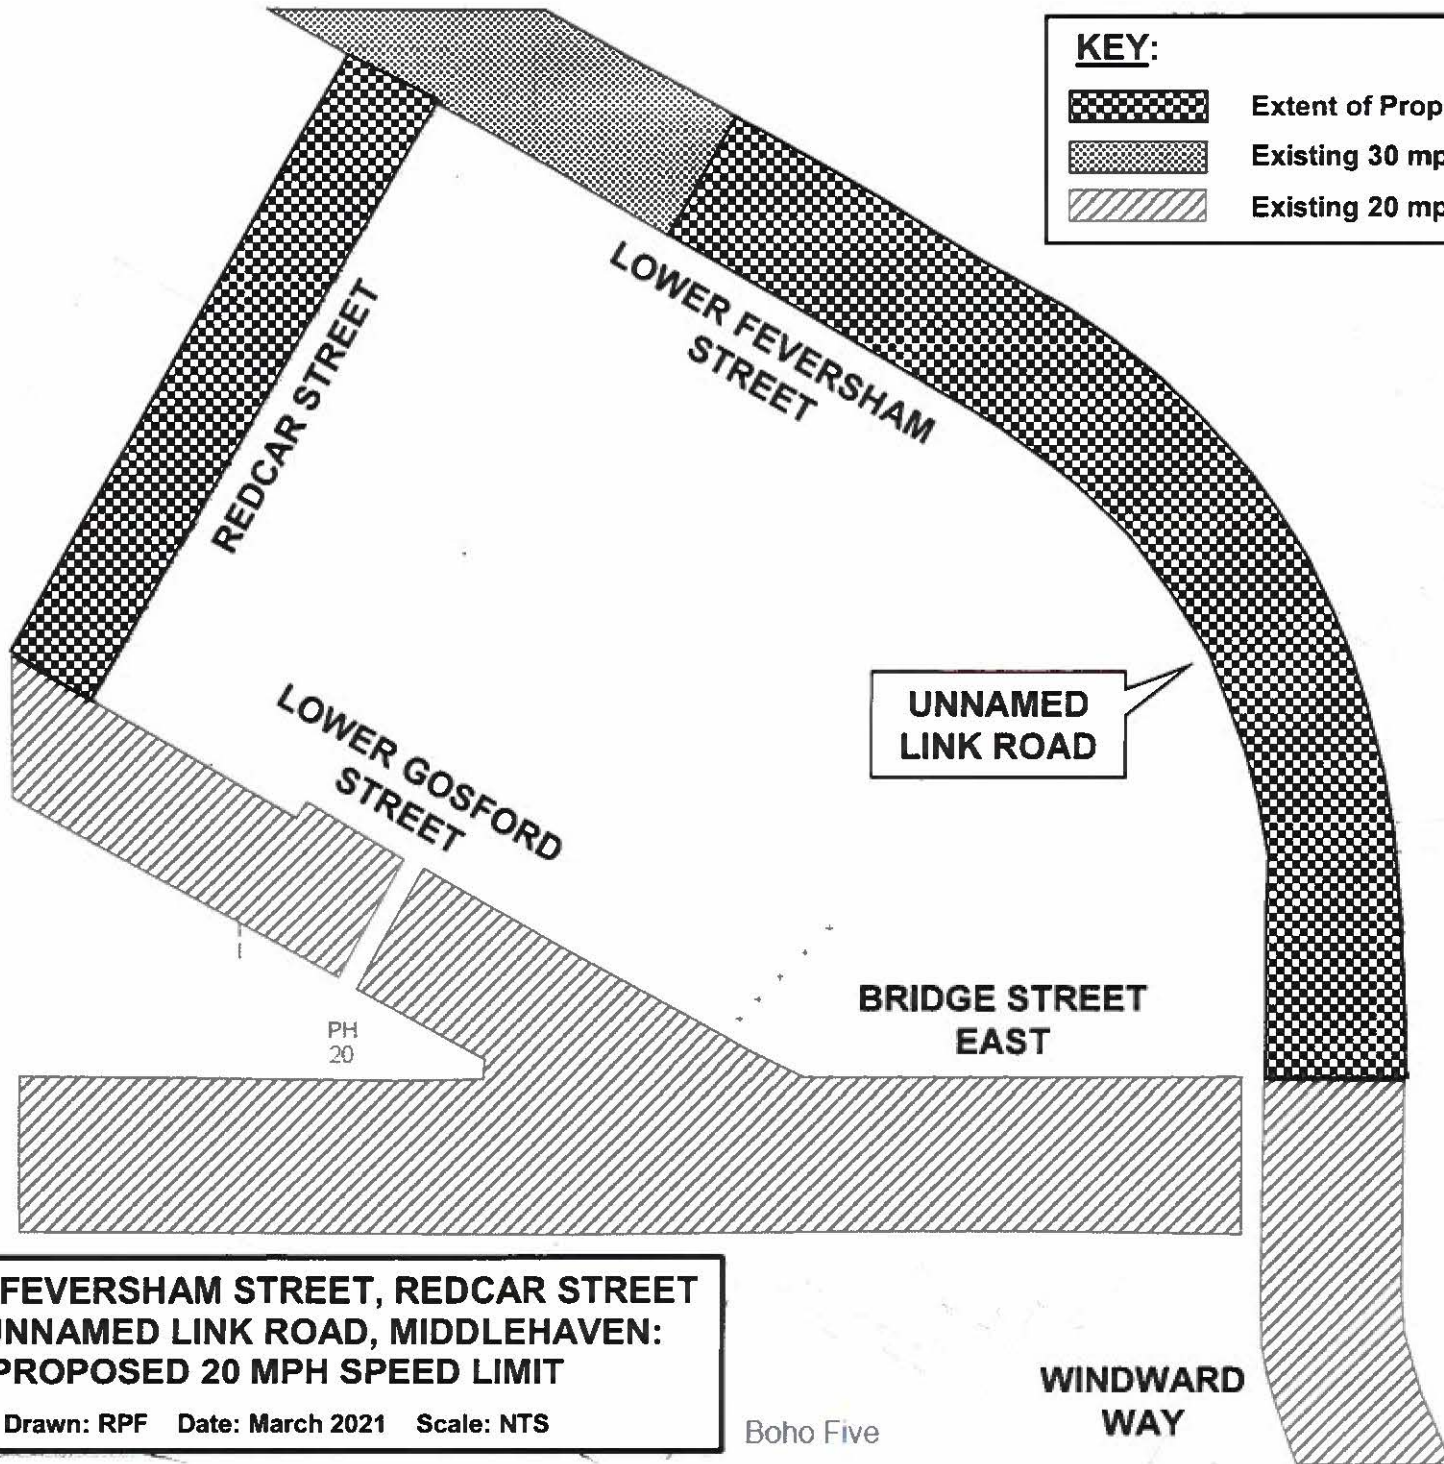 KEY:
Extent of Prop
Existing 30 mp
Existing 20 mp
LOWER FEVERSHAM
STREET
REDCAR STREET
UNNAMED
LINK ROAD
LOWER GOSFORD
STREET
PH
20
BRIDGE STREET
EAST
FEVERSHAM STREET, REDCAR STREET
UNNAMED LINK ROAD, MIDDLEHAVEN:
PROPOSED 20 MPH SPEED LIMIT
Drawn: RPF Date: March 2021 Scale: NTS
Boho Five
WINDWARD
WAY